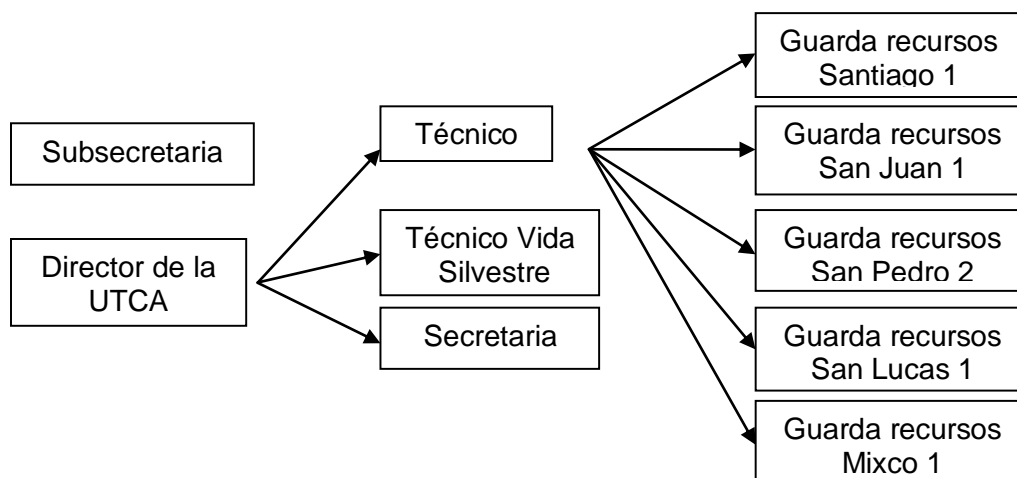 Subsecretaria
Director de la
UTCA
Técnico
Técnico Vida
Silvestre
Secretaria
Guarda recursos
Santiago 1
Guarda recursos
San Juan 1
Guarda recursos
San Pedro 2
Guarda recursos
San Lucas 1
Guarda recursos
Mixco 1